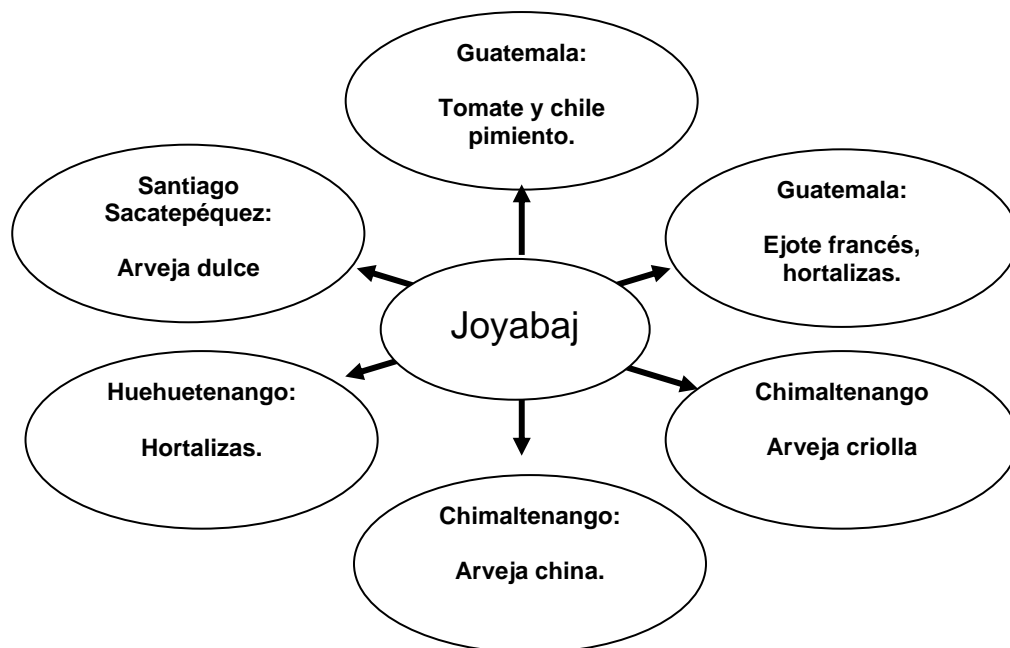 Guatemala:
Tomate y chile
pimiento.
Santiago
Sacatepéquez:
Arveja dulce
Guatemala:
Ejote francés,
hortalizas.
Joyabaj
Huehuetenango:
Hortalizas.
Chimaltenango
Arveja criolla
Chimaltenango:
Arveja china.